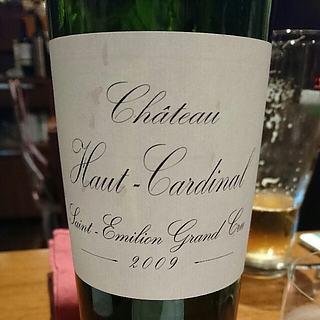 Château
Haut-Cardinal
Saint-Emilion Grand Cru
2009